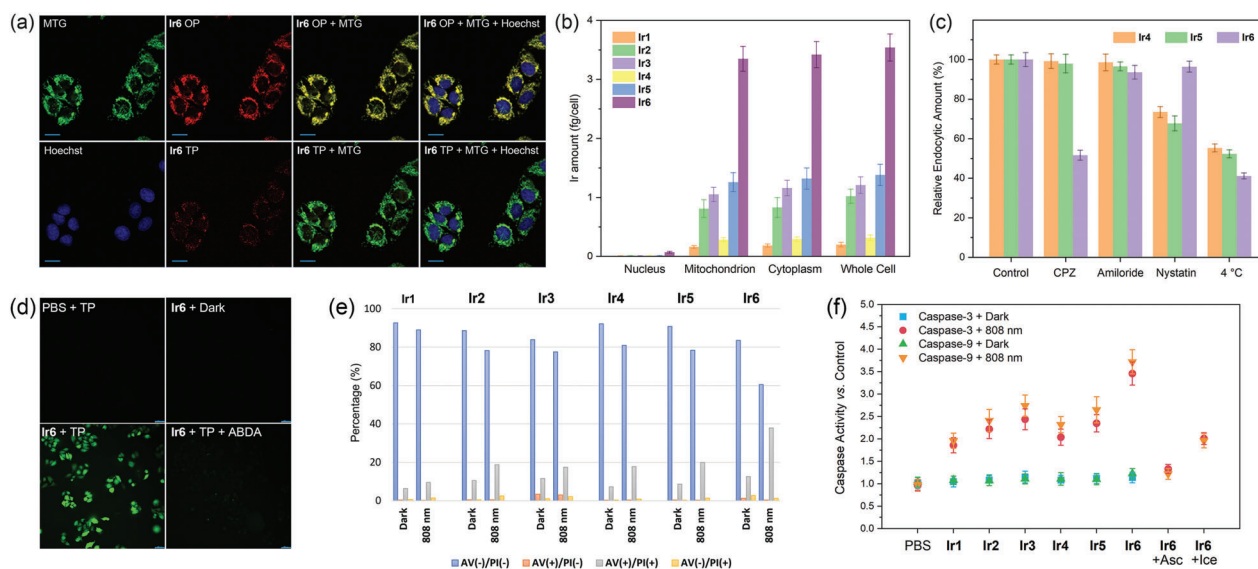 (a)
MTG
Ir6 OP
Ir6 OP + MTG
Ir6 OP + MTG + Hoechst
Hoechst
Ir6 TP
Ir6 TP + MTG
Ir6 TP + MTG + Hoechst
(b)
Ir amount (fg/cell)
4
3
2
1
0
Ir1
Ir2
Ir3
Ir4
Ir5
Ir6
Nucleus Mitochondrion Cytoplasm Whole Cell
(c)
Relative Endocytic Amount (%)
Ir4 Ir5 Ir6
100
80
60
40
20
0
Control CPZ Amiloride Nystatin 4 °C
(d)
PBS + TP
Ir6 + Dark
Ir6 + TP
Ir6 + TP + ABDA
(e)
Ir1 Ir2 Ir3 Ir4 Ir5 Ir6
Percentage (%)
100
80
60
40
20
0
Dark 808 nm Dark 808 nm Dark 808 nm Dark 808 nm Dark 808 nm Dark 808 nm
AV(-)/PI(-) AV(+)/PI(-) AV(+)/PI(+) AV(-)/PI(+)
(f)
Caspase Activity vs. Control
5.0
4.5
4.0
3.5
3.0
2.5
2.0
1.5
1.0
0.5
0.0
Caspase-3 + Dark
Caspase-3 + 808 nm
Caspase-9 + Dark
Caspase-9 + 808 nm
PBS Ir1 Ir2 Ir3 Ir4 Ir5 Ir6 Ir6 Ir6
+Asc +Ice